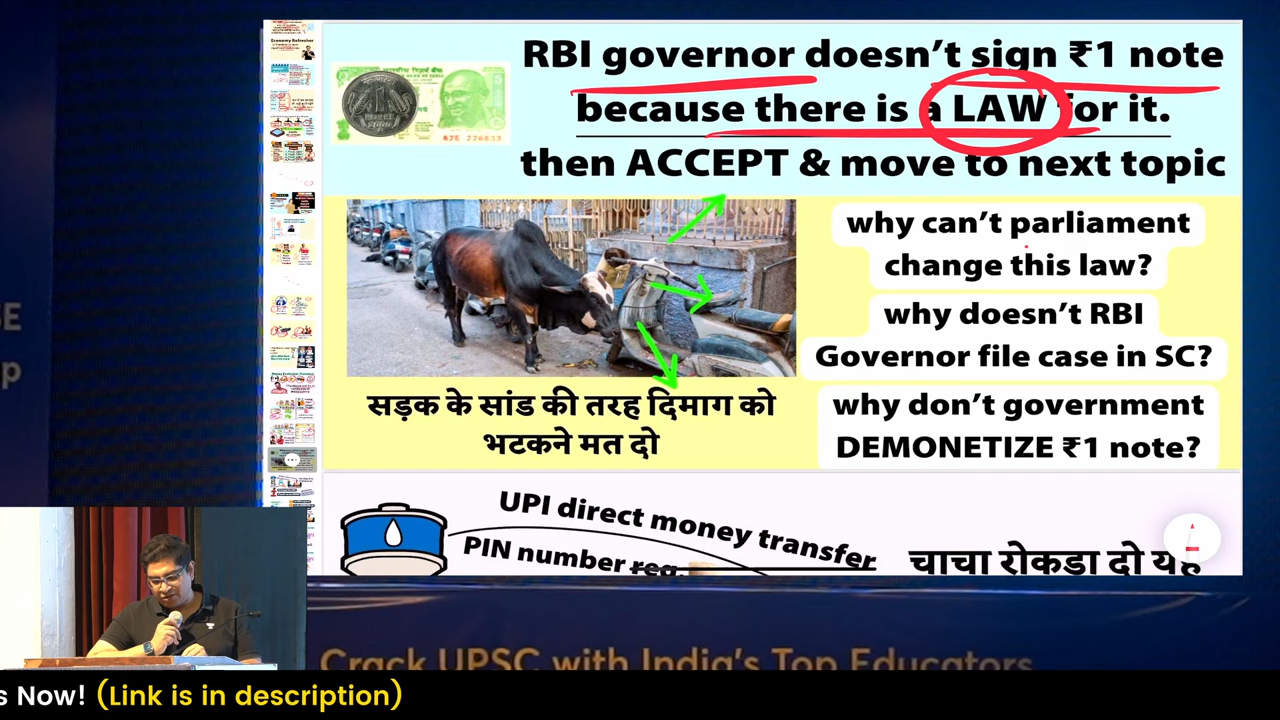 RBI governor doesn't sign ₹1 note
because there is a LAW for it.
then ACCEPT & move to next topic
why can't parliament
change this law?
why doesn't RBI
Governor file case in SC?
why don't government
DEMONETIZE ₹1 note?
सड़क के सांड की तरह दिमाग को
भटकने मत दो
UPI direct money transfer
PIN number req.
चाचा रोकडा दो यह
Crack UPSC with India's Top Educators
s Now! (Link is in description)